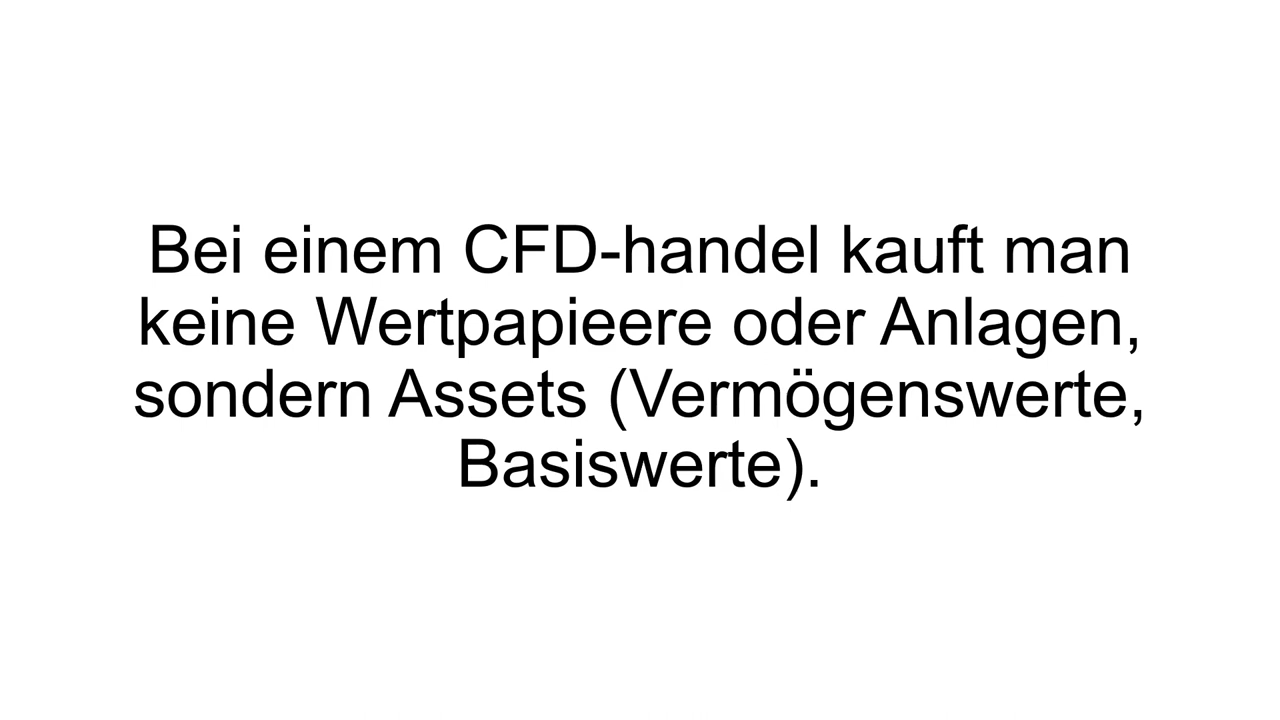 Bei einem CFD-handel kauft man
keine Wertpapieere oder Anlagen,
sondern Assets (Vermögenswerte,
Basiswerte).